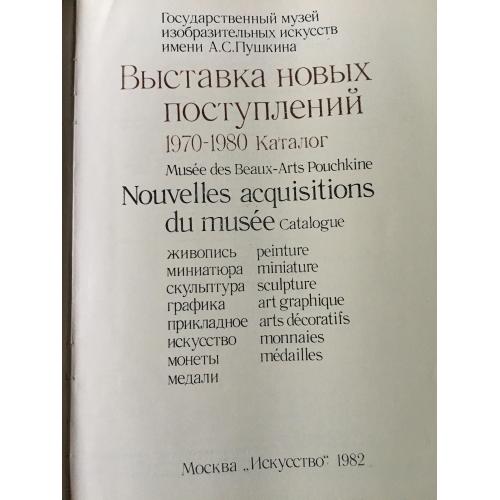 Государственный музей
изобразительных искусств
имени А.С.Пушкина
Выставка новых
поступлений
1970-1980 Каталог
Musée des Beaux-Arts Pouchkine
Nouvelles acquisitions
du musée Catalogue
живопись peinture
миниатюра miniature
скульптура sculpture
графика art graphique
прикладное arts décoratifs
искусство monnaies
монеты médailles
медали
Москва „Искусство" 1982